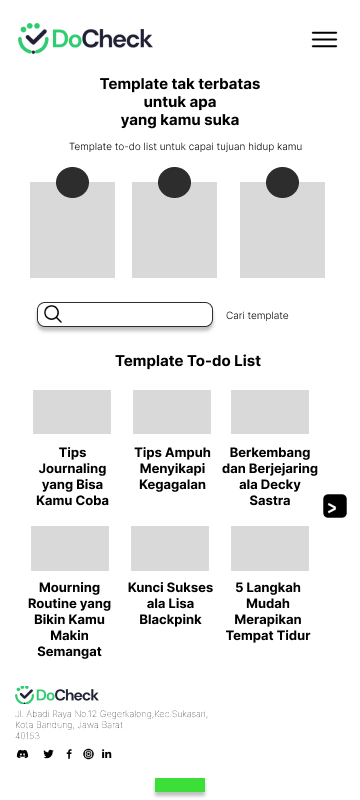 DoCheck
Template tak terbatas
untuk apa
yang kamu suka
Template to-do list untuk capai tujuan hidup kamu
Cari template
Template To-do List
Tips
Journaling
yang Bisa
Kamu Coba
Tips Ampuh
Menyikapi
Kegagalan
Berkembang
dan Berjejaring
ala Decky
Sastra
Mourning
Routine yang
Bikin Kamu
Makin
Semangat
Kunci Sukses
ala Lisa
Blackpink
5 Langkah
Mudah
Merapikan
Tempat Tidur
DoCheck
Jl. Abadi Raya No.12 Gegerkalong,Kec.Sukasari,
Kota Bandung, Jawa Barat
40153